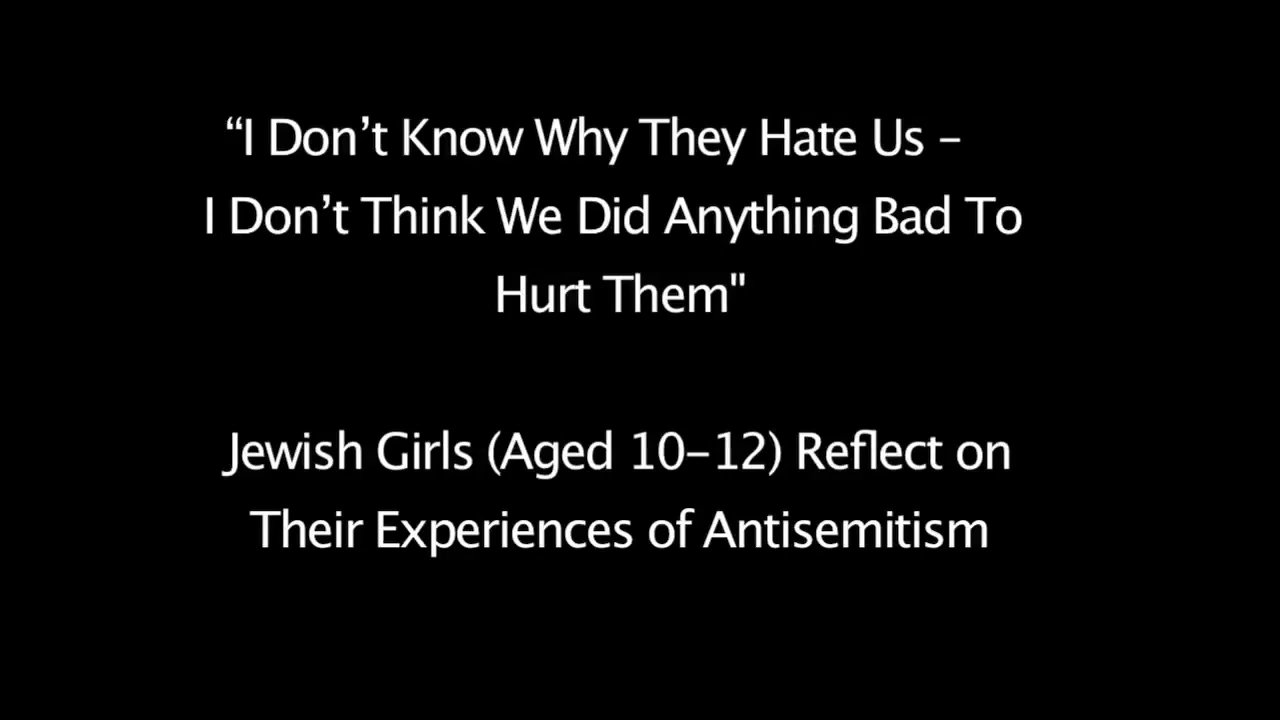 “I Don’t Know Why They Hate Us –
I Don’t Think We Did Anything Bad To
Hurt Them"
Jewish Girls (Aged 10–12) Reflect on
Their Experiences of Antisemitism